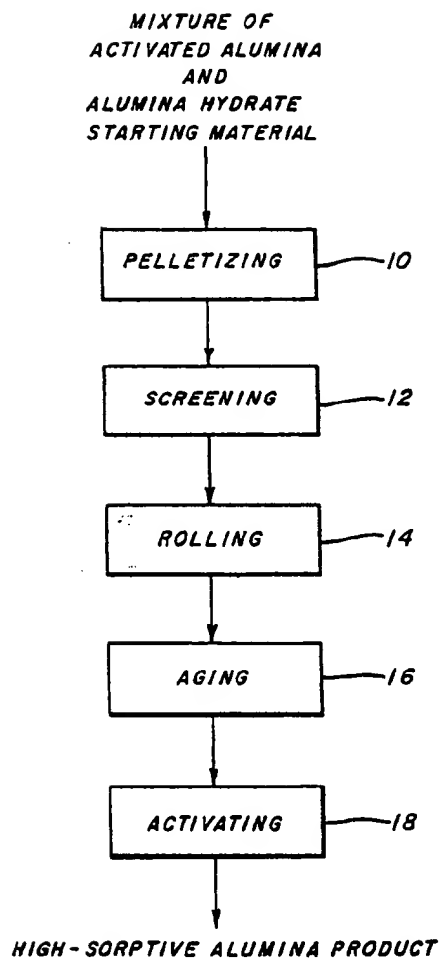 MIXTURE OF
ACTIVATED ALUMINA
AND
ALUMINA HYDRATE
STARTING MATERIAL
PELLETIZING 10
SCREENING 12
ROLLING 14
AGING 16
ACTIVATING 18
HIGH-SORPTIVE ALUMINA PRODUCT